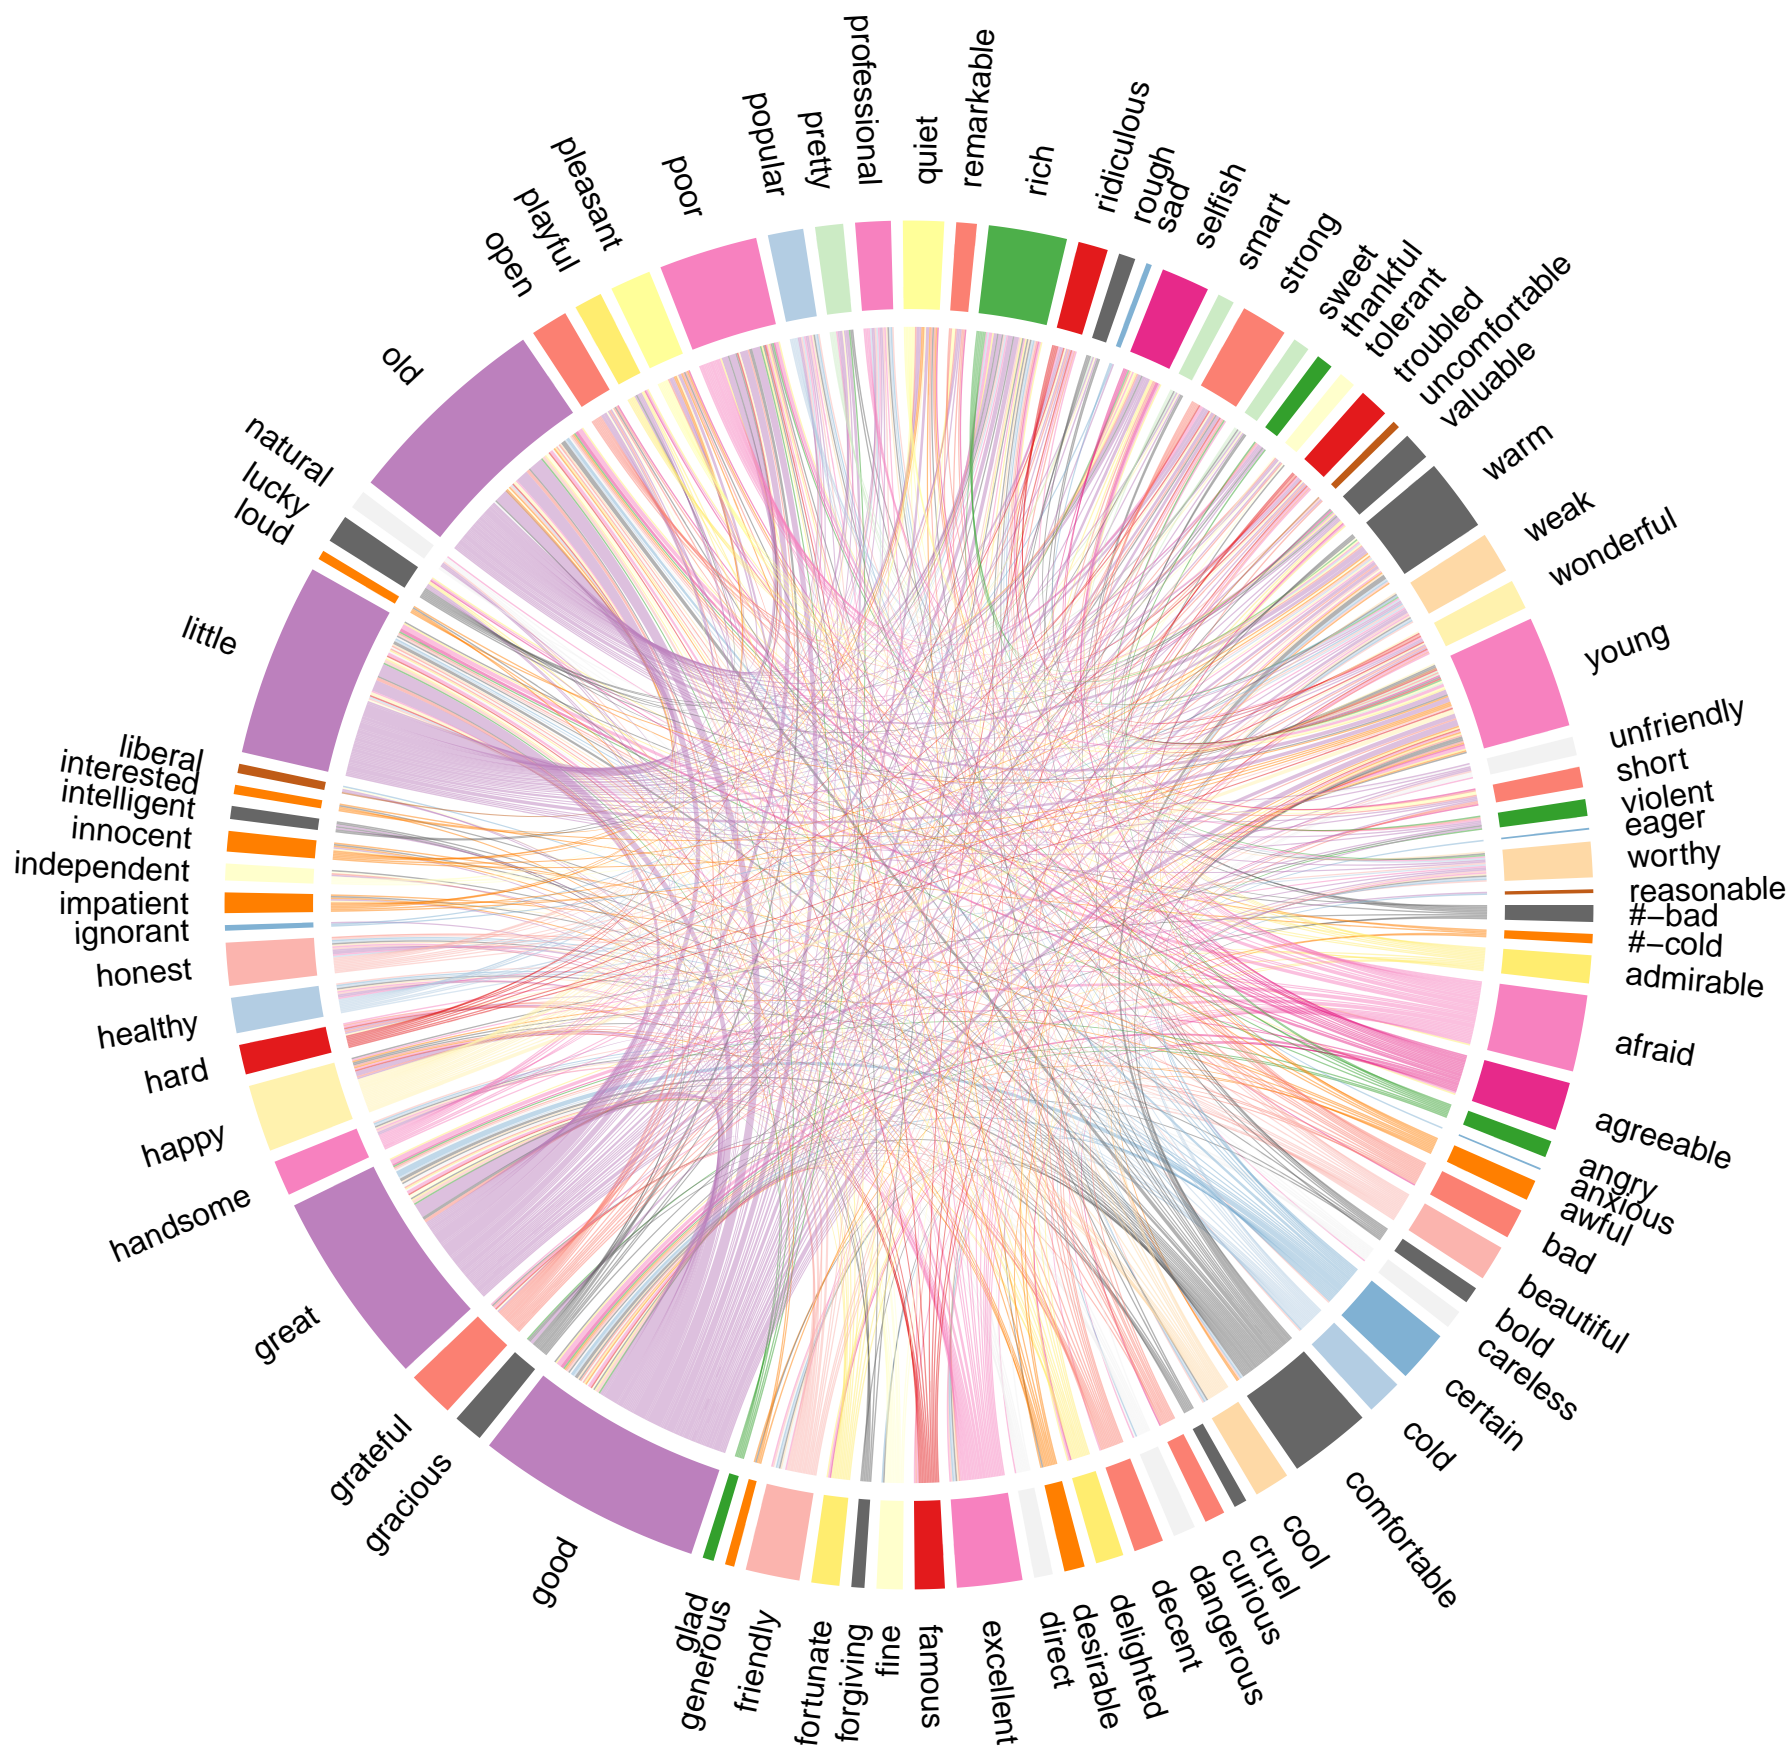 professional
quiet
remarkable
rich
ridiculous
rough
sad
selfish
smart
strong
sweet
thankful
tolerant
troubled
uncomfortable
valuable
warm
weak
wonderful
young
unfriendly
short
violent
eager
worthy
reasonable
#−bad
#−cold
admirable
afraid
agreeable
angry
anxious
awful
bad
beautiful
bold
careless
certain
cold
comfortable
cool
cruel
curious
dangerous
decent
delighted
desirable
direct
excellent
famous
fine
forgiving
fortunate
friendly
generous
glad
good
gracious
grateful
great
handsome
happy
hard
healthy
honest
ignorant
impatient
independent
innocent
intelligent
interested
liberal
little
loud
lucky
natural
old
open
playful
pleasant
poor
popular
pretty